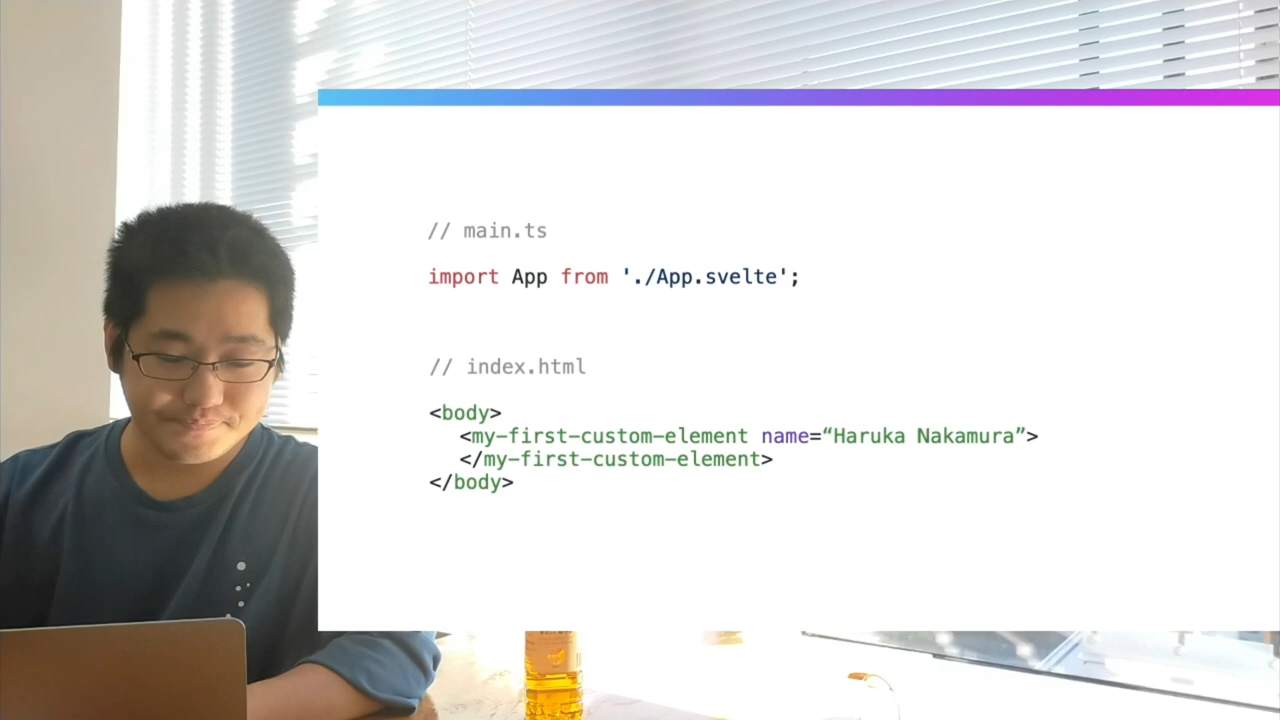 // main.ts
import App from './App.svelte';
// index.html
<body>
<my-first-custom-element name=“Haruka Nakamura”>
</my-first-custom-element>
</body>